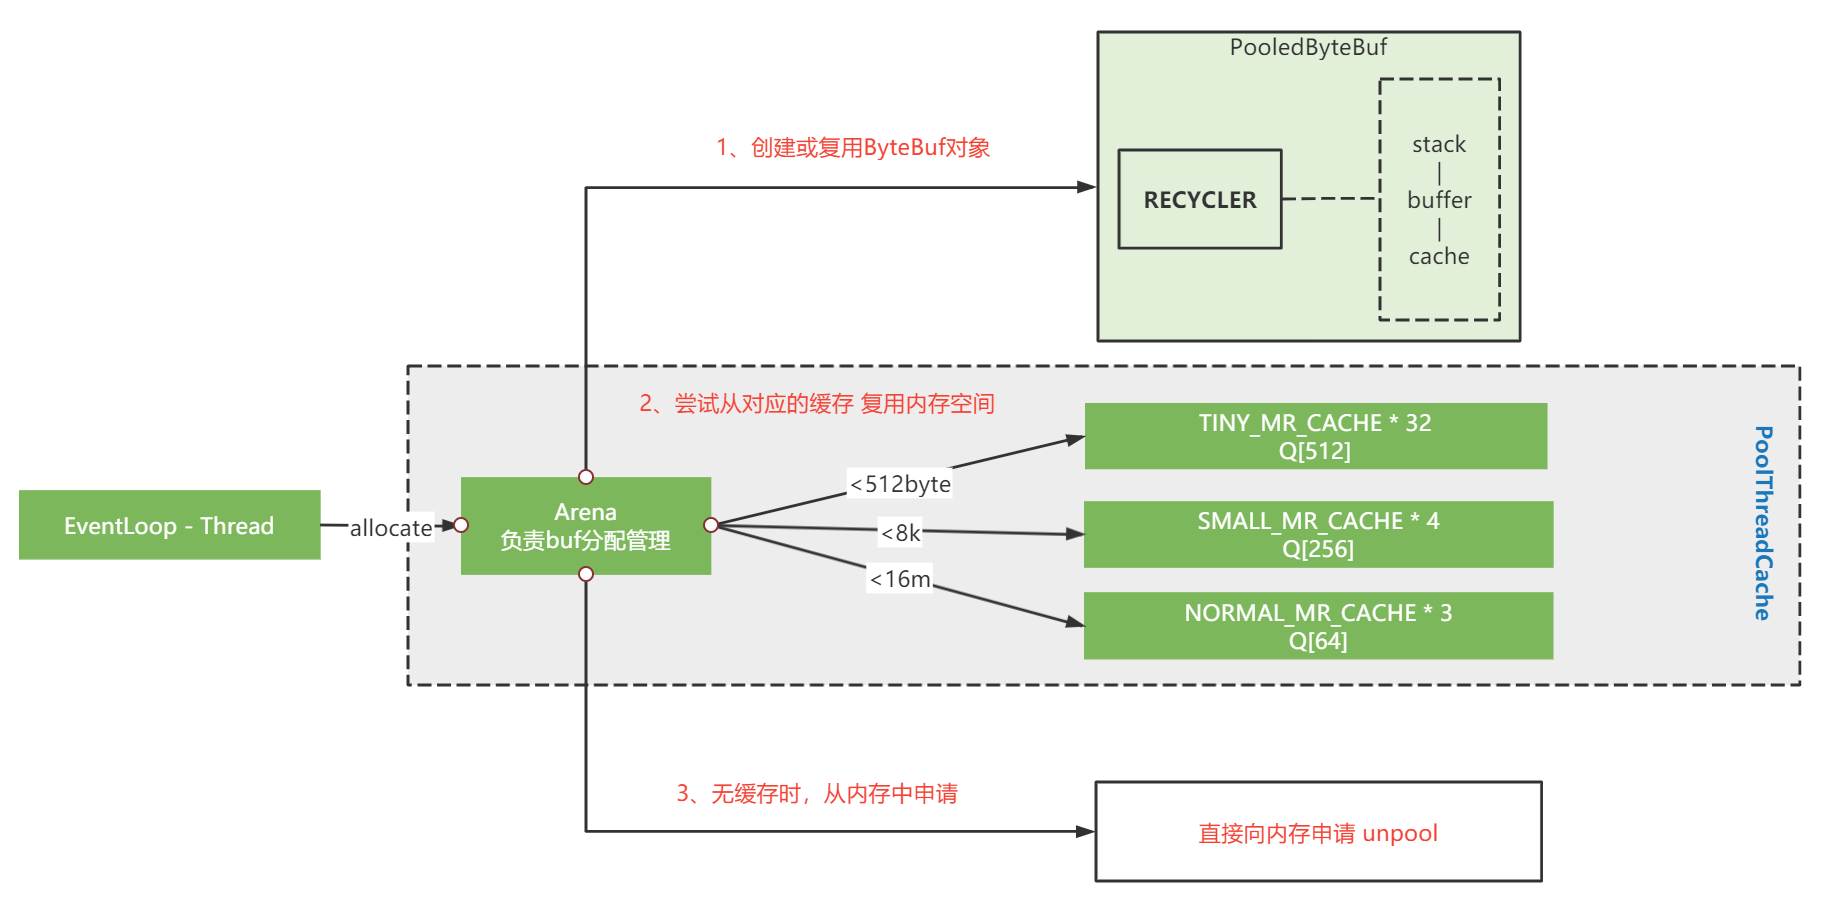 PooledByteBuf
1、创建或复用ByteBuf对象
RECYCLER
stack
|
buffer
|
cache
2、尝试从对应的缓存 复用内存空间
TINY_MR_CACHE * 32
Q[512]
<512byte
EventLoop - Thread
allocate
Arena
负责buf分配管理
<8k
SMALL_MR_CACHE * 4
Q[256]
<16m
NORMAL_MR_CACHE * 3
Q[64]
PoolThreadCache
3、无缓存时，从内存中申请
直接向内存申请 unpool